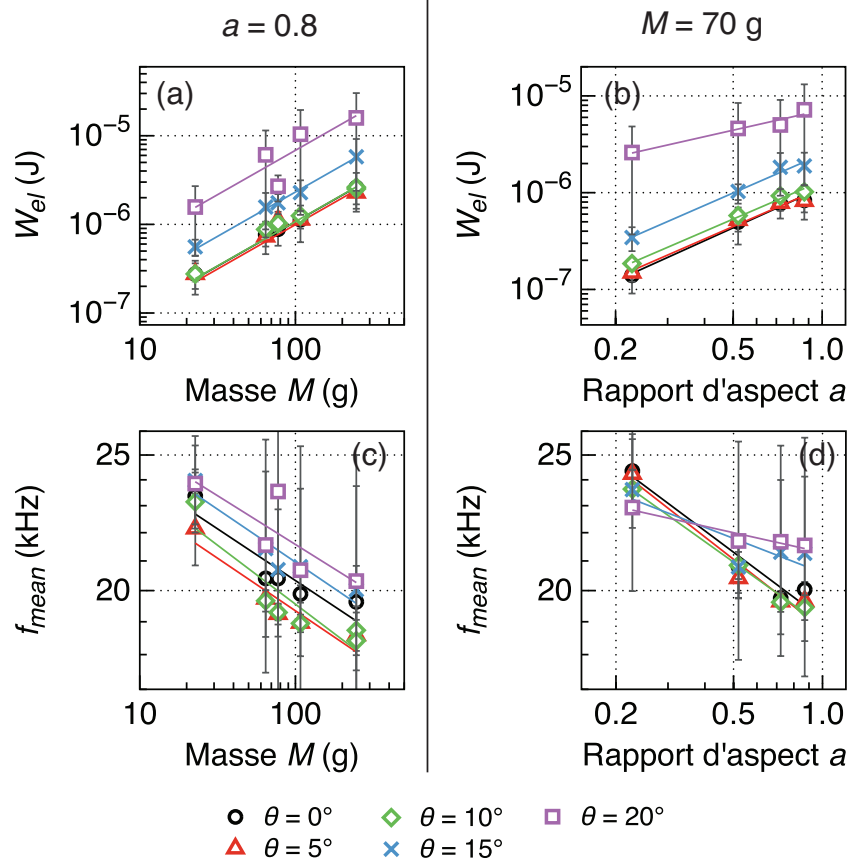 a = 0.8
M = 70 g
(a)
10⁻⁵
10⁻⁶
10⁻⁷
W_el (J)
10
100
Masse M (g)
(b)
10⁻⁵
10⁻⁶
10⁻⁷
W_el (J)
0.2
0.5
1.0
Rapport d'aspect a
(c)
25
20
f_mean (kHz)
10
100
Masse M (g)
(d)
25
20
f_mean (kHz)
0.2
0.5
1.0
Rapport d'aspect a
θ = 0°
θ = 10°
θ = 20°
θ = 5°
θ = 15°